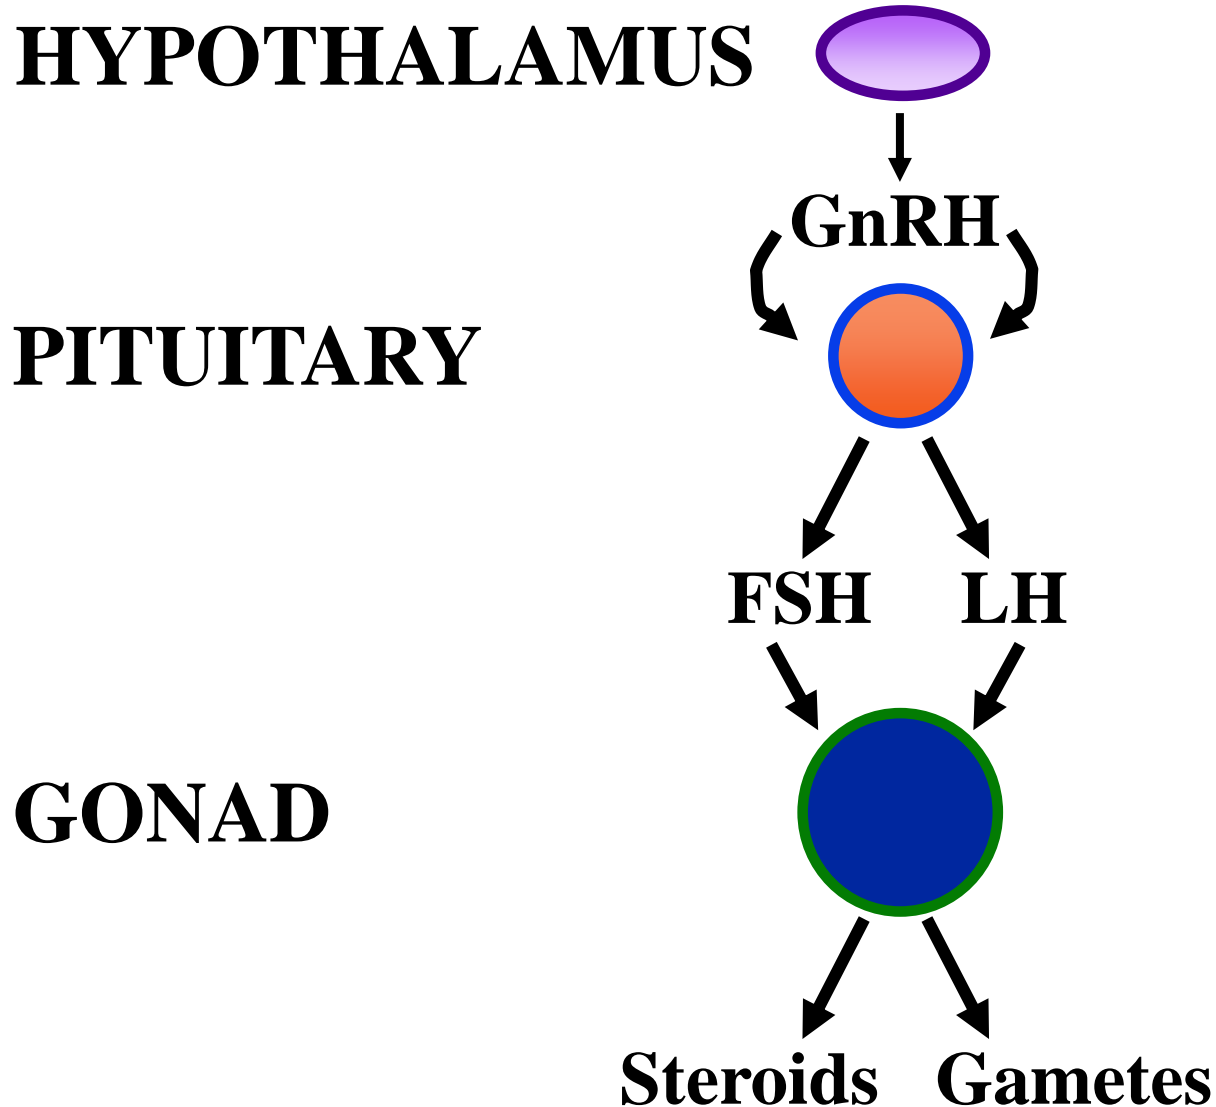 HYPOTHALAMUS
GnRH
PITUITARY
FSH LH
GONAD
Steroids Gametes